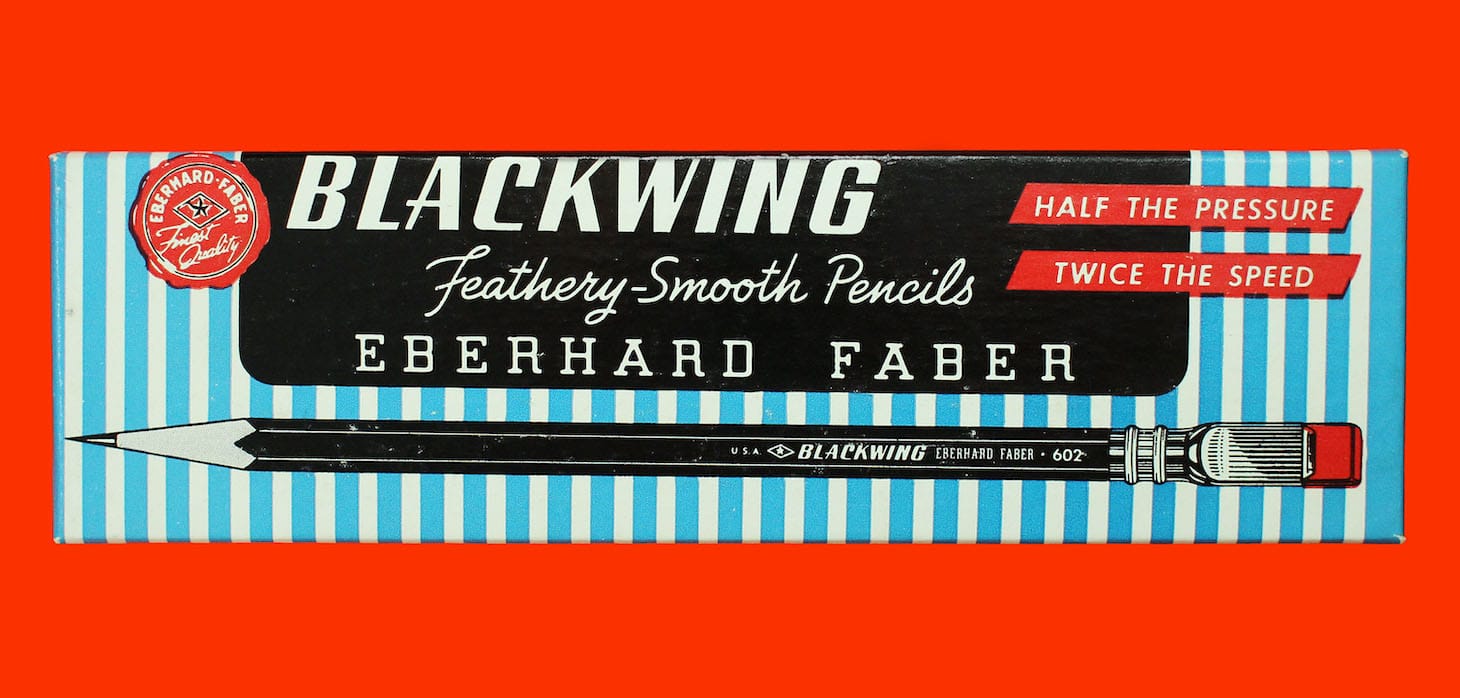 EBERHARD·FABER
Finest
Quality
BLACKWING
Feathery-Smooth Pencils
EBERHARD FABER
HALF THE PRESSURE
TWICE THE SPEED
U.S.A. BLACKWING EBERHARD FABER · 602